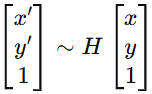 [x′ y′ 1] ∼ H [x y 1]